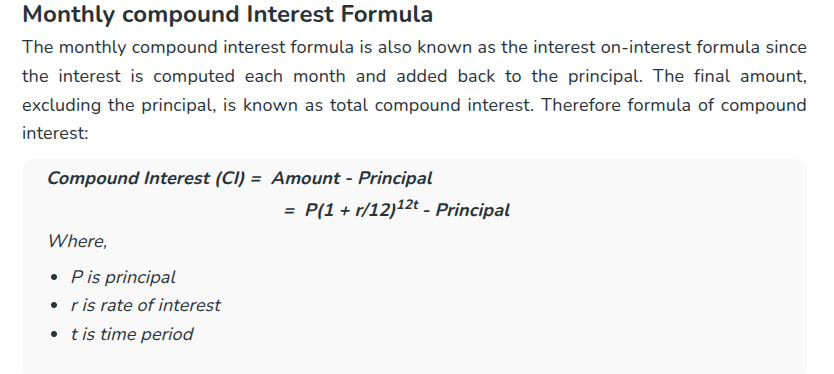 Monthly compound Interest Formula
The monthly compound interest formula is also known as the interest on-interest formula since
the interest is computed each month and added back to the principal. The final amount,
excluding the principal, is known as total compound interest. Therefore formula of compound
interest:
Compound Interest (CI) = Amount - Principal
= P(1 + r/12)¹²ᵗ - Principal
Where,
• P is principal
• r is rate of interest
• t is time period